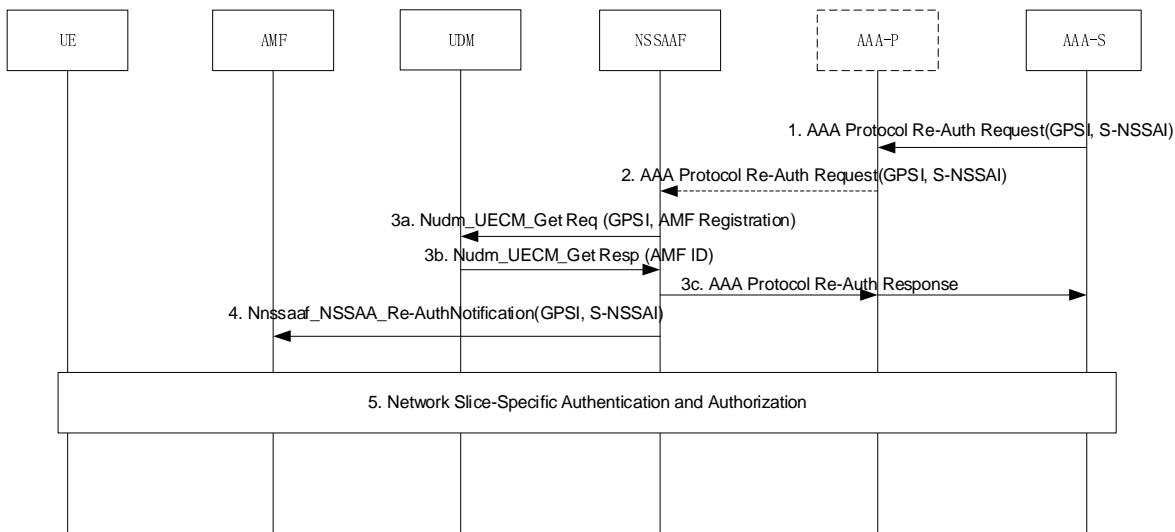 UE
AMF
UDM
NSSAAF
AAA-P
AAA-S
1. AAA Protocol Re-Auth Request(GPSI, S-NSSAI)
2. AAA Protocol Re-Auth Request(GPSI, S-NSSAI)
3a. Nudm_UECM_Get Req (GPSI, AMF Registration)
3b. Nudm_UECM_Get Resp (AMF ID)
3c. AAA Protocol Re-Auth Response
4. Nnssaaf_NSSAA_Re-AuthNotification(GPSI, S-NSSAI)
5. Network Slice-Specific Authentication and Authorization